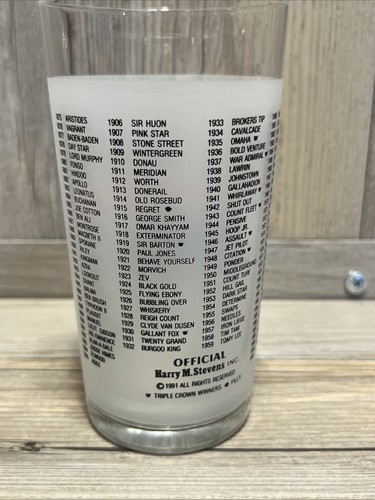 1875 ARISTIDES
VAGRANT
BADEN-BADEN
DAY STAR
LORD MURPHY
FONSO
HINDOO
APOLLO
LEONATUS
BUCHANAN
JOE COTTON
BEN ALI
MONTROSE
MACBETH II
SPOKANE
RILEY
KINGMAN
AZRA
LOOKOUT
CHANT
HALMA
BEN BRUSH
LIEUT. GIBSON
1906 SIR HUON
1907 PINK STAR
1908 STONE STREET
1909 WINTERGREEN
1910 DONAU
1911 MERIDIAN
1912 WORTH
1913 DONERAIL
1914 OLD ROSEBUD
1915 REGRET
1916 GEORGE SMITH
1917 OMAR KHAYYAM
1918 EXTERMINATOR
1919 SIR BARTON
1920 PAUL JONES
1921 BEHAVE YOURSELF
1922 MORVICH
1923 ZEV
1924 BLACK GOLD
1925 FLYING EBONY
1926 BUBBLING OVER
1927 WHISKERY
1928 REIGH COUNT
1929 CLYDE VAN DUSEN
1930 GALLANT FOX
1931 TWENTY GRAND
1932 BURGOO KING
1933 BROKERS TIP
1934 CAVALCADE
1935 OMAHA
1936 BOLD VENTURE
1937 WAR ADMIRAL
1938 LAWRIN
1939 JOHNSTOWN
1940 GALLAHADION
1941 WHIRLAWAY
1942 SHUT OUT
1943 COUNT FLEET
1944 PENSIVE
1945 HOOP JR.
1946 ASSAULT
1947 JET PILOT
1948 CITATION
1949 PONDER
1950 MIDDLEGROUND
1951 COUNT TURF
1952 HILL GAIL
1953 DARK STAR
1954 DETERMINE
1955 SWAPS
1956 NEEDLES
1957 IRON LIEGE
1958 TIM TAM
1959 TOMY LEE
OFFICIAL
Harry M. Stevens INC.
©1991 ALL RIGHTS RESERVED
TRIPLE CROWN WINNERS FILLY